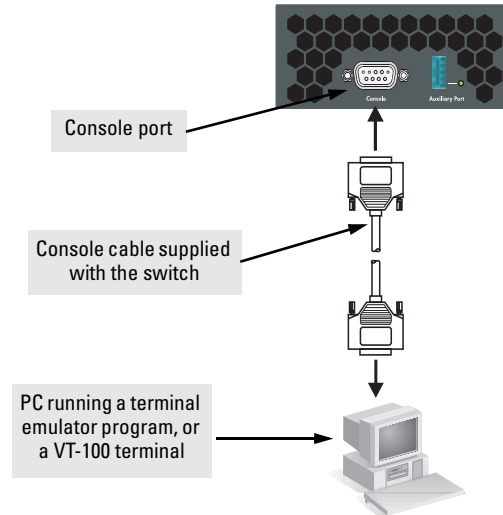 Console
Auxiliary Port
Console port
Console cable supplied
with the switch
PC running a terminal
emulator program, or
a VT-100 terminal